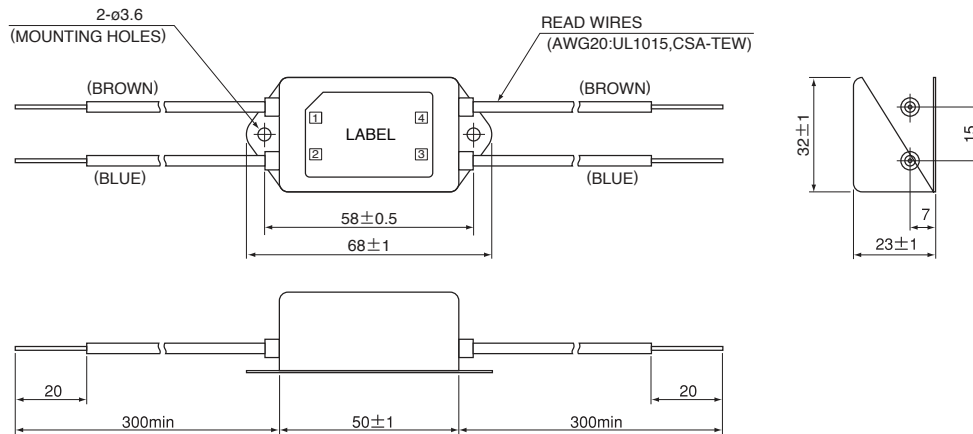 2-ø3.6
(MOUNTING HOLES)
READ WIRES
(AWG20:UL1015,CSA-TEW)
(BROWN)
(BROWN)
1
4
LABEL
2
3
(BLUE)
(BLUE)
58±0.5
68±1
32±1
15
7
23±1
20
20
300min
50±1
300min